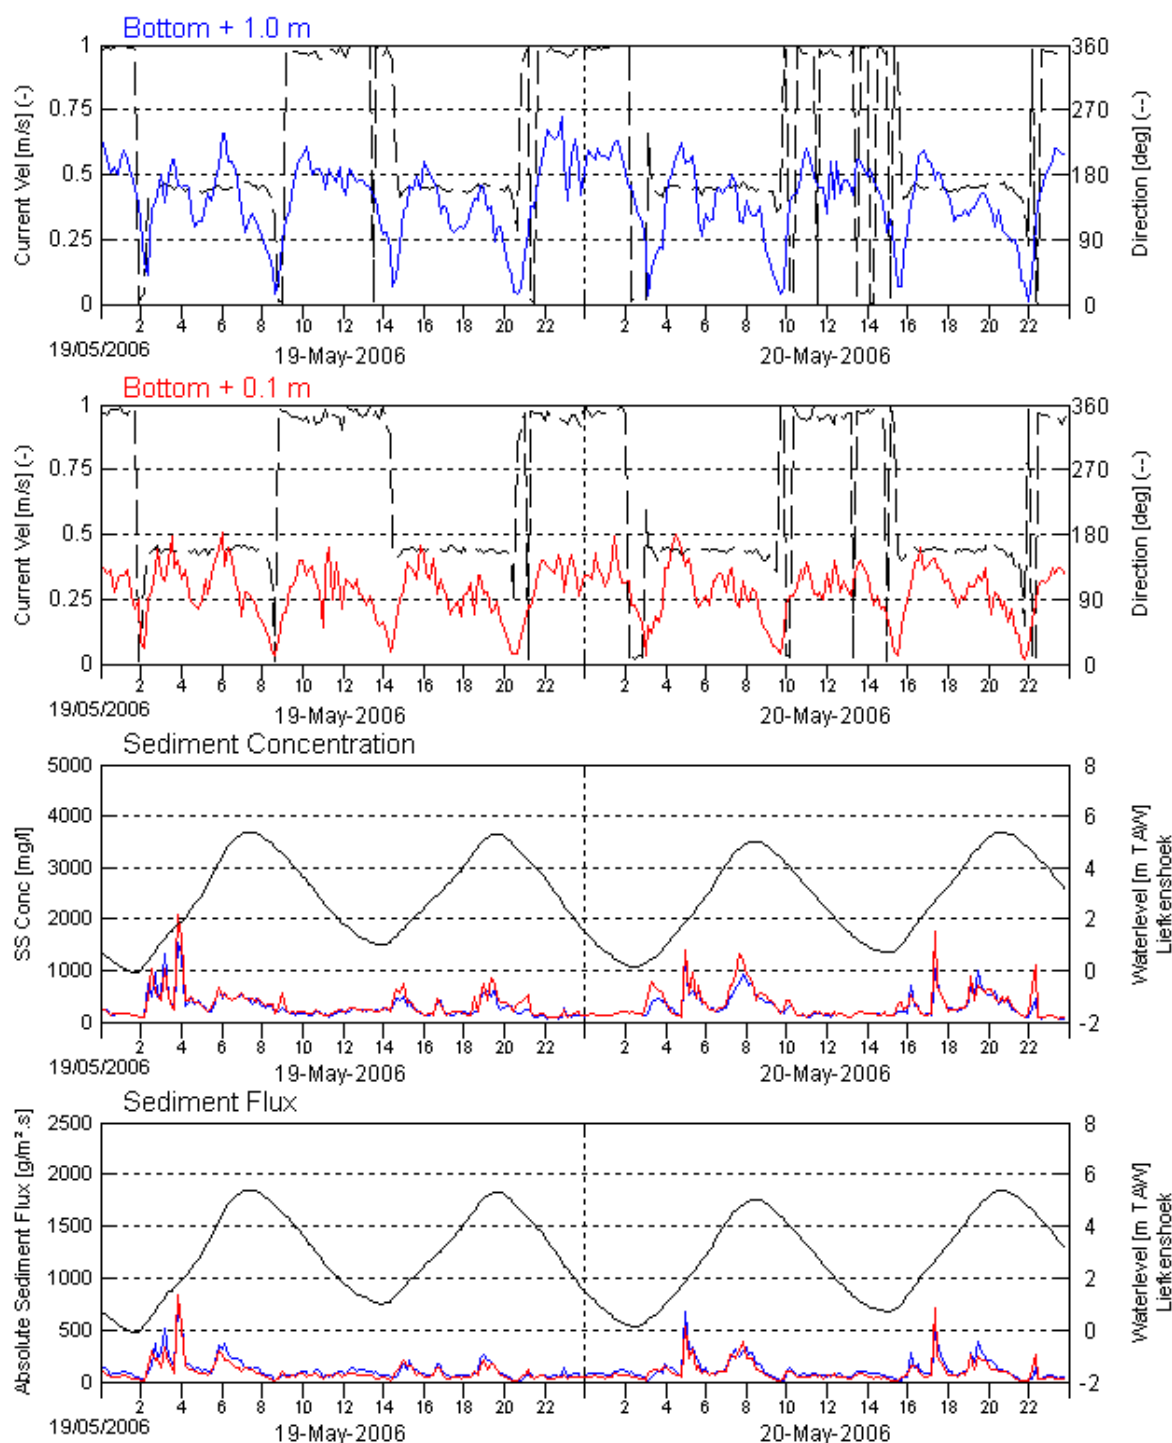 Bottom + 1.0 m
Current Vel [m/s] (-)
1
0.75
0.5
0.25
0
360
270
180
90
0
Direction [deg] (--)
2 4 6 8 10 12 14 16 18 20 22 2 4 6 8 10 12 14 16 18 20 22
19/05/2006 19-May-2006 20-May-2006
Bottom + 0.1 m
Current Vel [m/s] (-)
1
0.75
0.5
0.25
0
360
270
180
90
0
Direction [deg] (--)
2 4 6 8 10 12 14 16 18 20 22 2 4 6 8 10 12 14 16 18 20 22
19/05/2006 19-May-2006 20-May-2006
Sediment Concentration
SS Conc [mg/l]
5000
4000
3000
2000
1000
0
8
6
4
2
0
-2
Waterlevel [m TAW]
Liefkenshoek
2 4 6 8 10 12 14 16 18 20 22 2 4 6 8 10 12 14 16 18 20 22
19/05/2006 19-May-2006 20-May-2006
Sediment Flux
Absolute Sediment Flux [g/m².s]
2500
2000
1500
1000
500
0
8
6
4
2
0
-2
Waterlevel [m TAW]
Liefkenshoek
2 4 6 8 10 12 14 16 18 20 22 2 4 6 8 10 12 14 16 18 20 22
19/05/2006 19-May-2006 20-May-2006